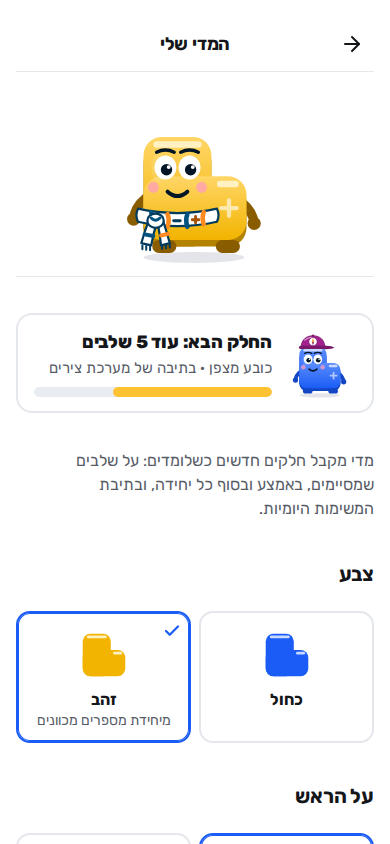 המדי שלי
החלק הבא: עוד 5 שלבים
כובע מצפן • בתיבה של מערכת צירים
מדי מקבל חלקים חדשים כשלומדים: על שלבים
מסיימים, באמצע ובסוף כל יחידה, ובתיבת
המשימות היומיות.
צבע
כחול
זהב
מיחידת מספרים מכוונים
על הראש